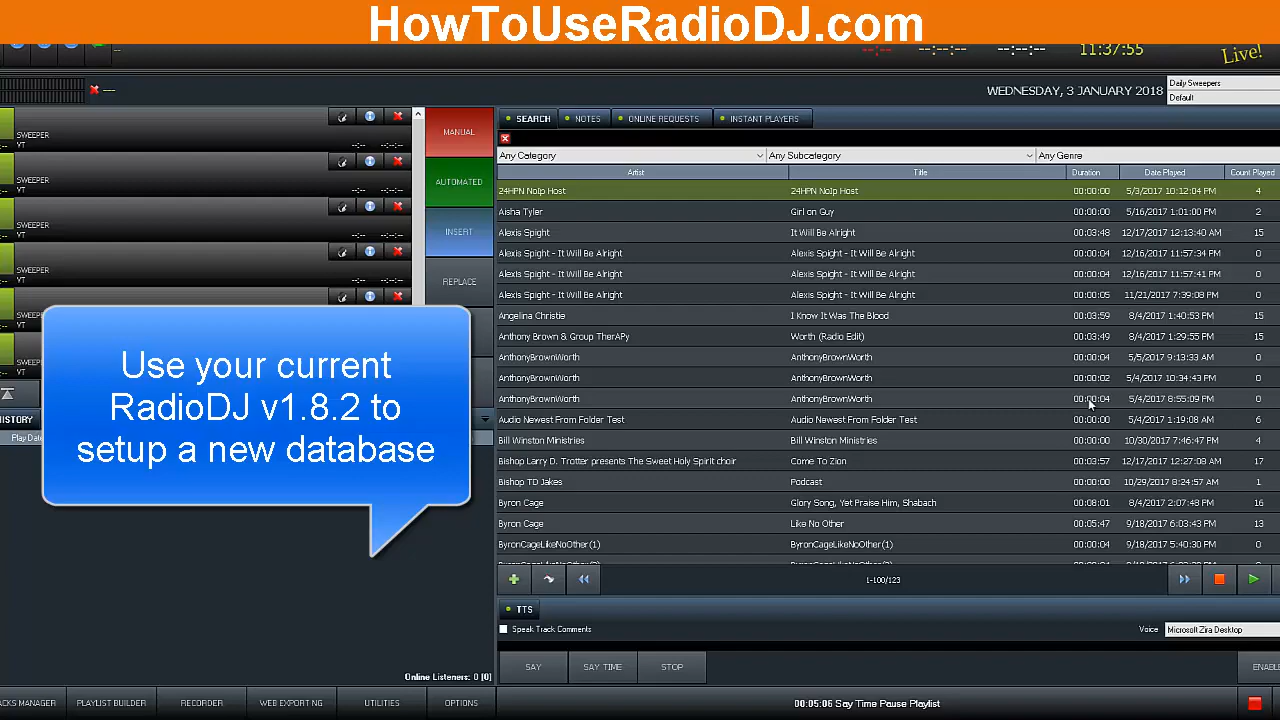 HowToUseRadioDJ.com
--:-- --:--:-- --:--:-- 11:37:55
Live!
WEDNESDAY, 3 JANUARY 2018
Daily Sweepers
Default
SWEEPER
VT
--:-- --:--:--
SWEEPER
VT
--:-- --:--:--
SWEEPER
VT
--:-- --:--:--
SWEEPER
VT
--:-- --:--:--
SWEEPER
VT
MANUAL
AUTOMATED
INSERT
REPLACE
Use your current
RadioDJ v1.8.2 to
setup a new database
HISTORY
Play Date
Online Listeners: 0 [0]
SEARCH NOTES ONLINE REQUESTS INSTANT PLAYERS
Any Category Any Subcategory Any Genre
Artist Title Duration Date Played Count Played
24HPN NoIp Host 24HPN NoIp Host 00:00:00 5/3/2017 10:12:04 PM 4
Aisha Tyler Girl on Guy 00:00:00 5/16/2017 1:01:00 PM 2
Alexis Spight It Will Be Alright 00:03:48 12/17/2017 12:13:40 AM 15
Alexis Spight - It Will Be Alright Alexis Spight - It Will Be Alright 00:00:04 12/16/2017 11:57:34 PM 0
Alexis Spight - It Will Be Alright Alexis Spight - It Will Be Alright 00:00:04 12/16/2017 11:57:41 PM 0
Alexis Spight - It Will Be Alright Alexis Spight - It Will Be Alright 00:00:05 11/21/2017 7:39:08 PM 0
Angelina Christie I Know It Was The Blood 00:03:59 8/4/2017 1:40:53 PM 15
Anthony Brown & Group TherAPy Worth (Radio Edit) 00:03:49 8/4/2017 1:29:55 PM 15
AnthonyBrownWorth AnthonyBrownWorth 00:00:04 5/5/2017 9:13:33 AM 0
AnthonyBrownWorth AnthonyBrownWorth 00:00:02 5/4/2017 10:34:43 PM 0
AnthonyBrownWorth AnthonyBrownWorth 00:00:04 5/4/2017 8:55:09 PM 0
Audio Newest From Folder Test Audio Newest From Folder Test 00:00:00 5/4/2017 1:19:08 AM 6
Bill Winston Ministries Bill Winston Ministries 00:00:00 10/30/2017 7:46:47 PM 4
Bishop Larry D. Trotter presents The Sweet Holy Spirit choir Come To Zion 00:03:57 12/17/2017 12:27:08 AM 17
Bishop TD Jakes Podcast 00:00:00 10/29/2017 8:24:57 AM 1
Byron Cage Glory Song, Yet Praise Him, Shabach 00:08:01 8/4/2017 2:07:48 PM 16
Byron Cage Like No Other 00:05:47 9/18/2017 6:03:43 PM 13
ByronCageLikeNoOther(1) ByronCageLikeNoOther(1) 00:00:04 9/18/2017 5:40:30 PM 0
1-100/123
TTS
Speak Track Comments Voice Microsoft Zira Desktop
SAY SAY TIME STOP ENABLE
CKS MANAGER PLAYLIST BUILDER RECORDER WEB EXPORTING UTILITIES OPTIONS 00:05:06 Say Time Pause Playlist